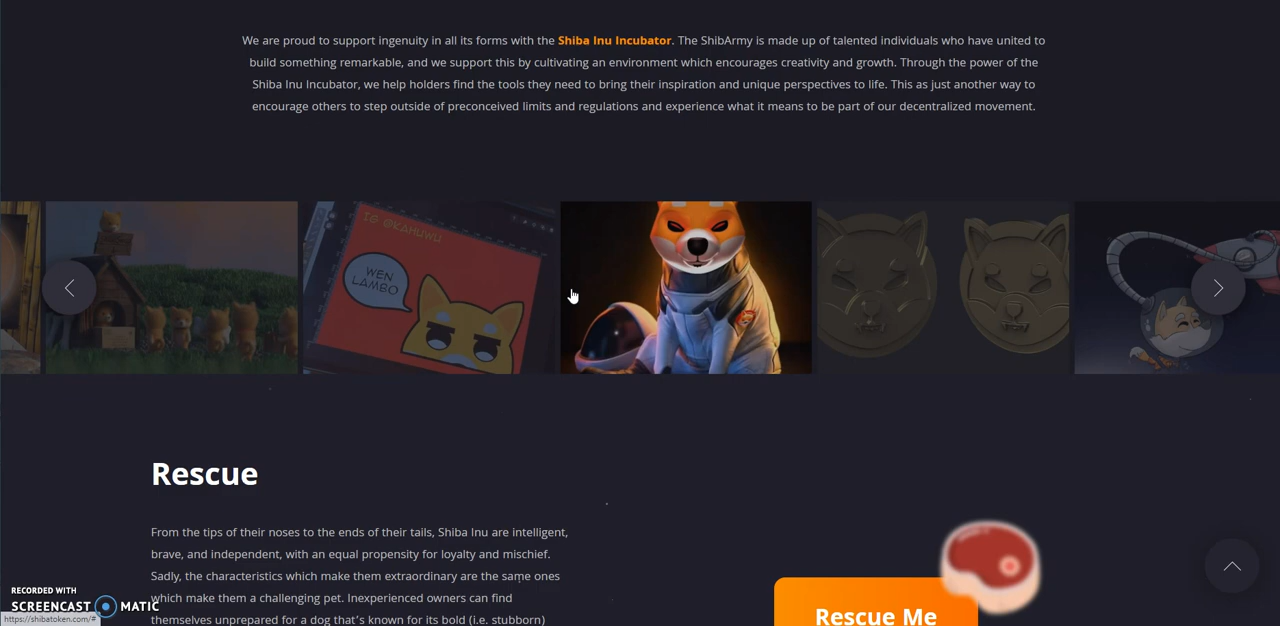 We are proud to support ingenuity in all its forms with the Shiba Inu Incubator. The ShibArmy is made up of talented individuals who have united to
build something remarkable, and we support this by cultivating an environment which encourages creativity and growth. Through the power of the
Shiba Inu Incubator, we help holders find the tools they need to bring their inspiration and unique perspectives to life. This as just another way to
encourage others to step outside of preconceived limits and regulations and experience what it means to be part of our decentralized movement.
IG @KAHUWU
WEN
LAMBO
Rescue
From the tips of their noses to the ends of their tails, Shiba Inu are intelligent,
brave, and independent, with an equal propensity for loyalty and mischief.
Sadly, the characteristics which make them extraordinary are the same ones
which make them a challenging pet. Inexperienced owners can find
themselves unprepared for a dog that's known for its bold (i.e. stubborn)
Rescue Me
RECORDED WITH
SCREENCAST MATIC
https://shibatoken.com/#